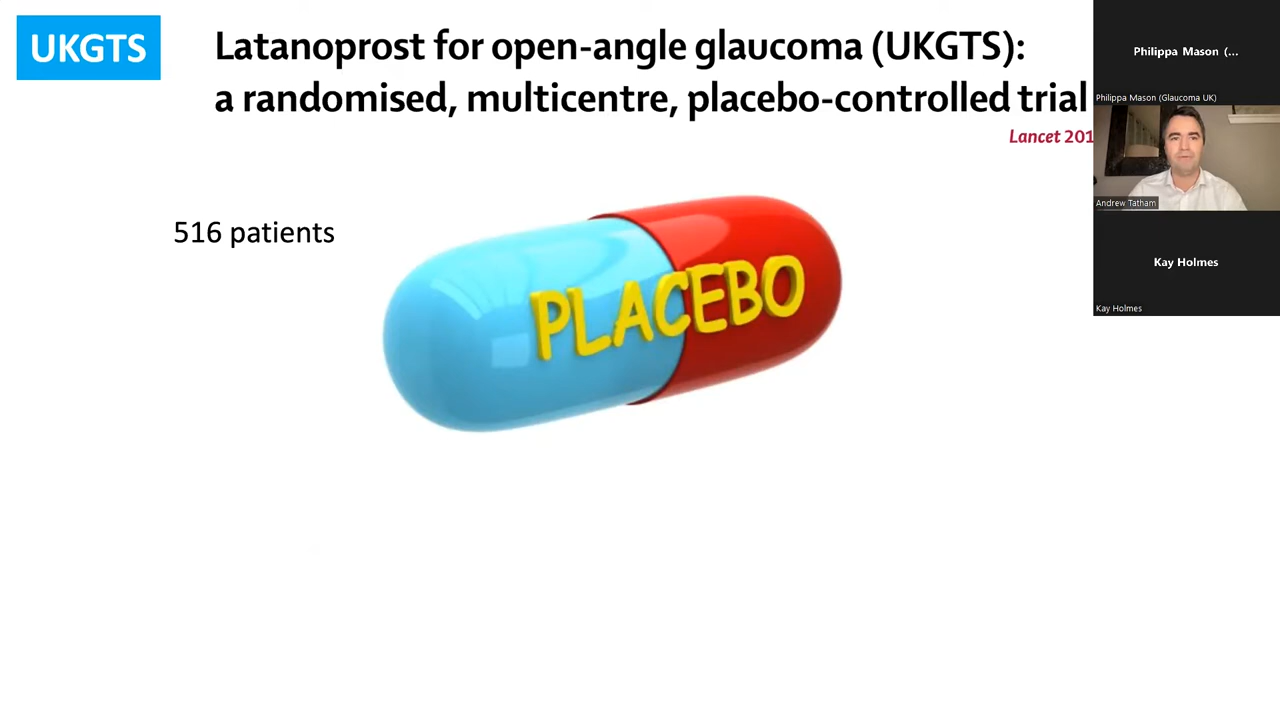 UKGTS
Latanoprost for open-angle glaucoma (UKGTS):
a randomised, multicentre, placebo-controlled trial
Lancet 201
516 patients
PLACEBO
Philippa Mason (...
Philippa Mason (Glaucoma UK)
Andrew Tatham
Kay Holmes
Kay Holmes